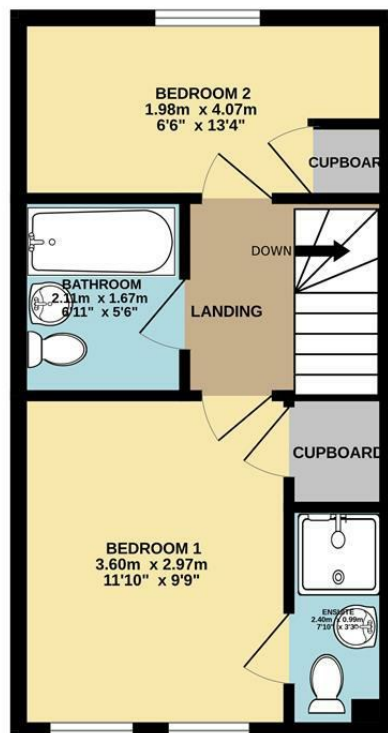 BEDROOM 2
1.98m x 4.07m
6'6" x 13'4"
CUPBOAR
DOWN
BATHROOM
2.11m x 1.67m
6'11" x 5'6"
LANDING
CUPBOARD
BEDROOM 1
3.60m x 2.97m
11'10" x 9'9"
ENSUITE
2.40m x 0.99m
7'10" x 3'3"